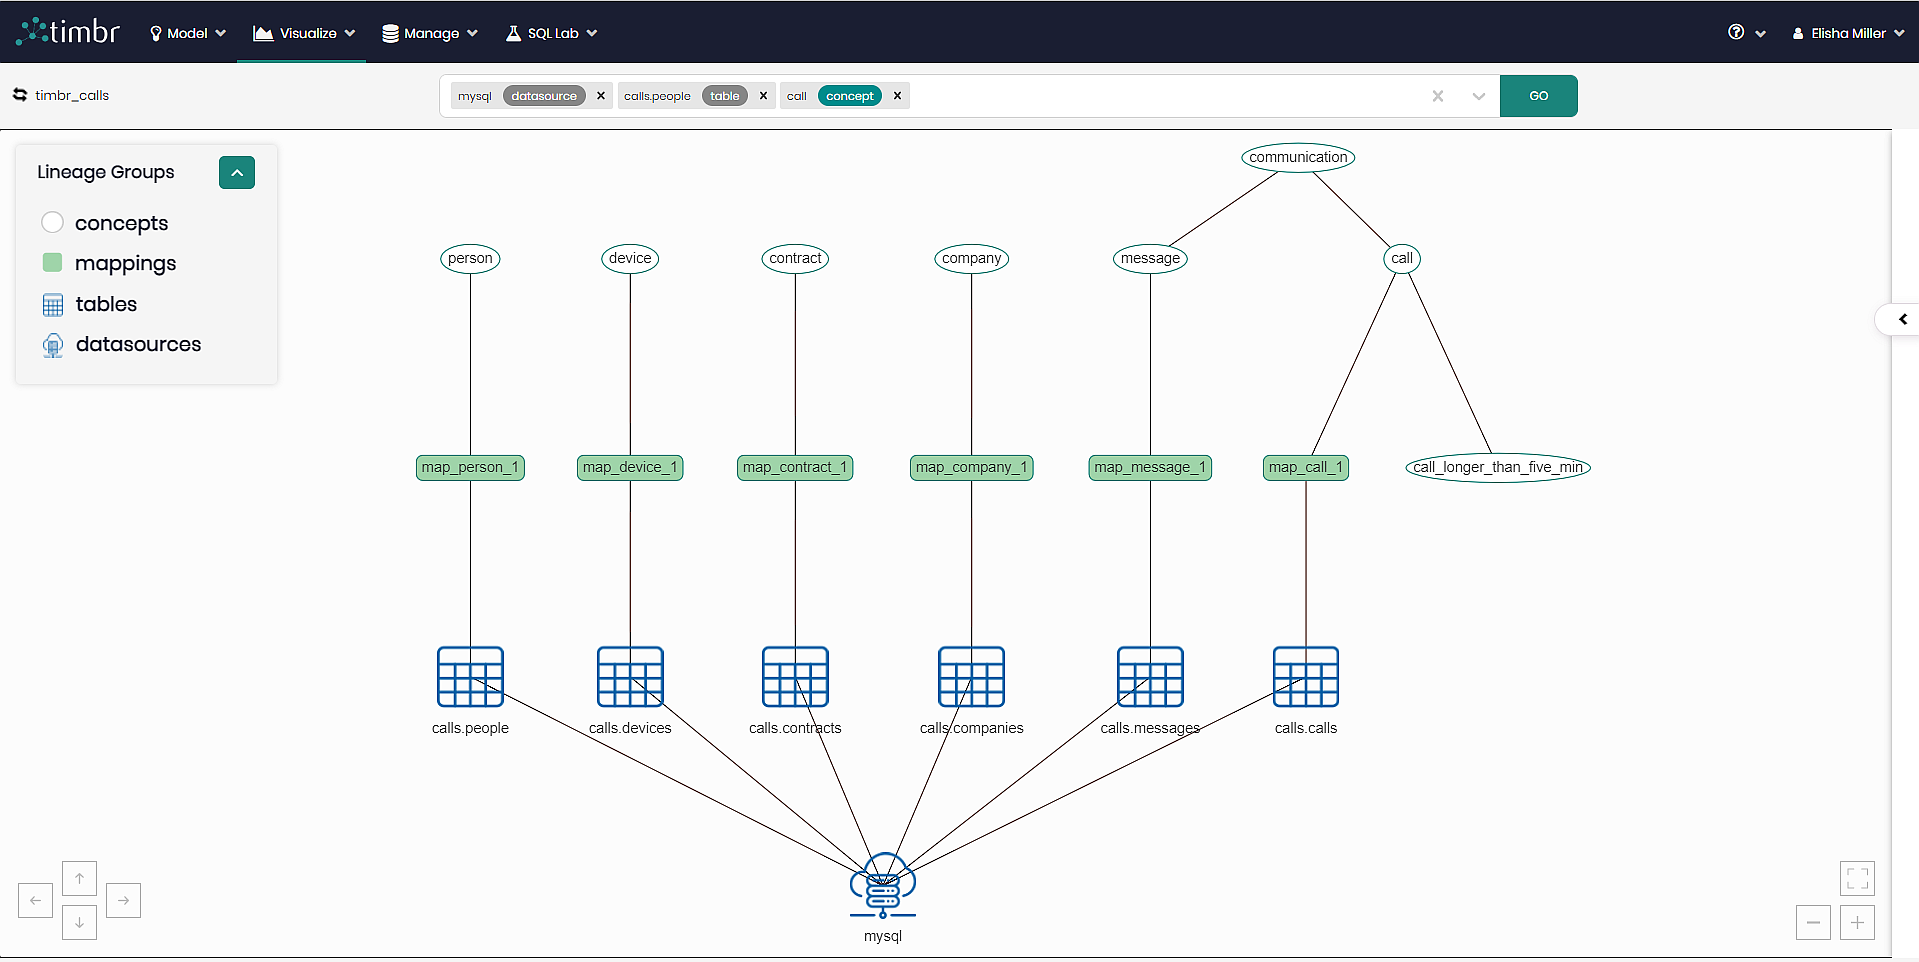 timbr Model Visualize Manage SQL Lab Elisha Miller
timbr_calls mysql datasource calls.people table call concept GO
Lineage Groups
concepts
mappings
tables
datasources
communication
person device contract company message call
map_person_1 map_device_1 map_contract_1 map_company_1 map_message_1 map_call_1 call_longer_than_five_min
calls.people calls.devices calls.contracts calls.companies calls.messages calls.calls
mysql